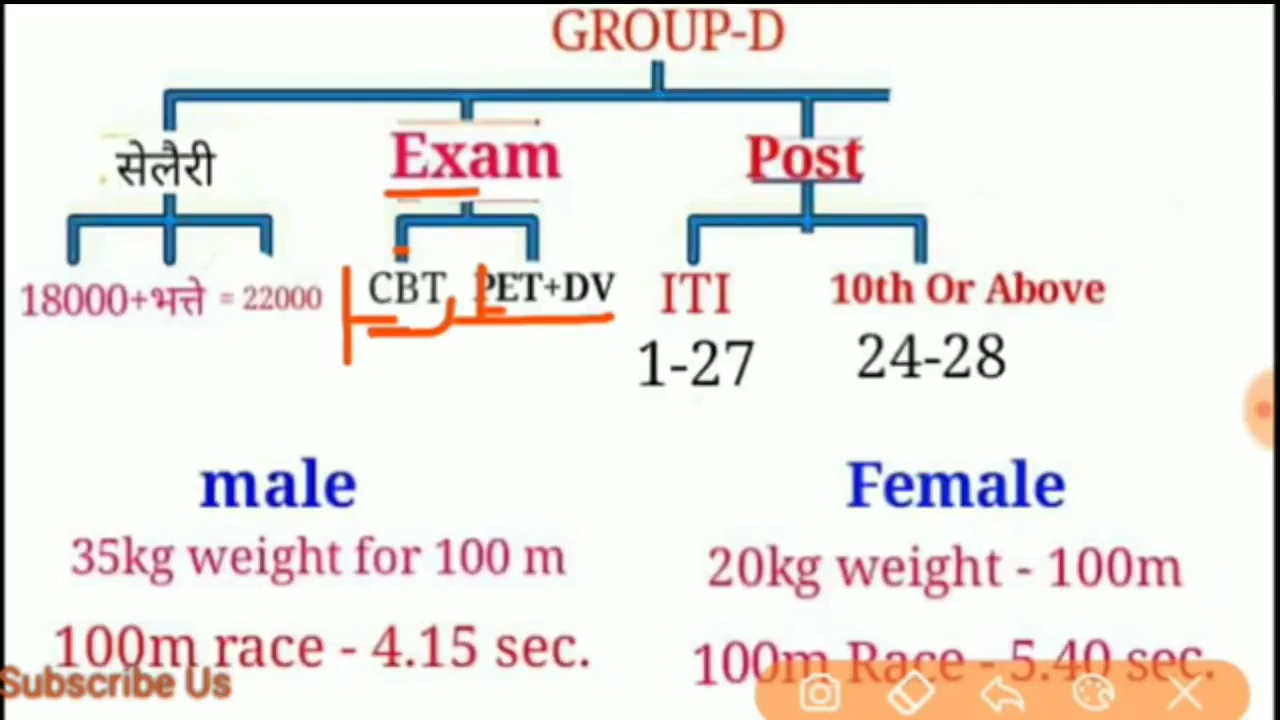 GROUP-D
सेलैरी Exam Post
18000+भत्ते = 22000 CBT PET+DV ITI 10th Or Above
1-27 24-28
male Female
35kg weight for 100 m 20kg weight - 100m
100m race - 4.15 sec. 100m Race - 5.40 sec.
Subscribe Us